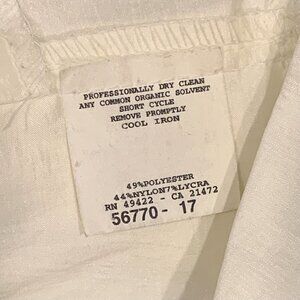 PROFESSIONALLY DRY CLEAN
ANY COMMON ORGANIC SOLVENT
SHORT CYCLE
REMOVE PROMPTLY
COOL IRON
49%POLYESTER
44%NYLON7%LYCRA
RN 49422 - CA 21472
56770 - 17